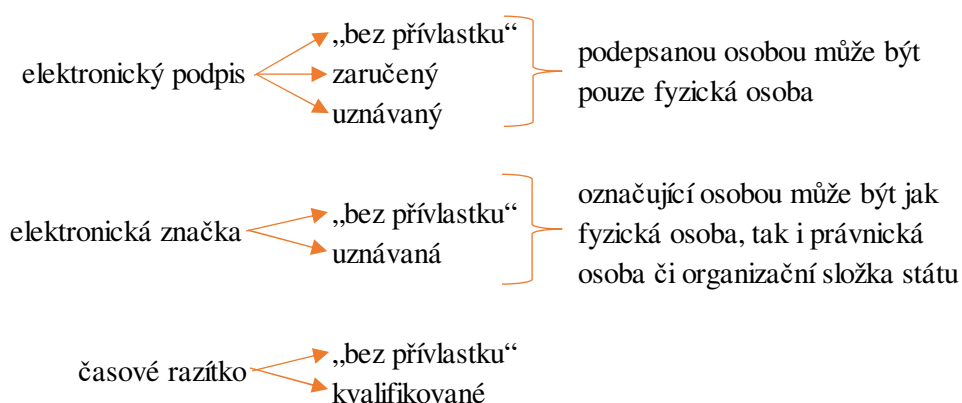 elektronický podpis
„bez přívlastku“
zaručený
uznávaný
podepsanou osobou může být
pouze fyzická osoba
elektronická značka
„bez přívlastku“
uznávaná
označující osobou může být jak
fyzická osoba, tak i právnická
osoba či organizační složka státu
časové razítko
„bez přívlastku“
kvalifikované